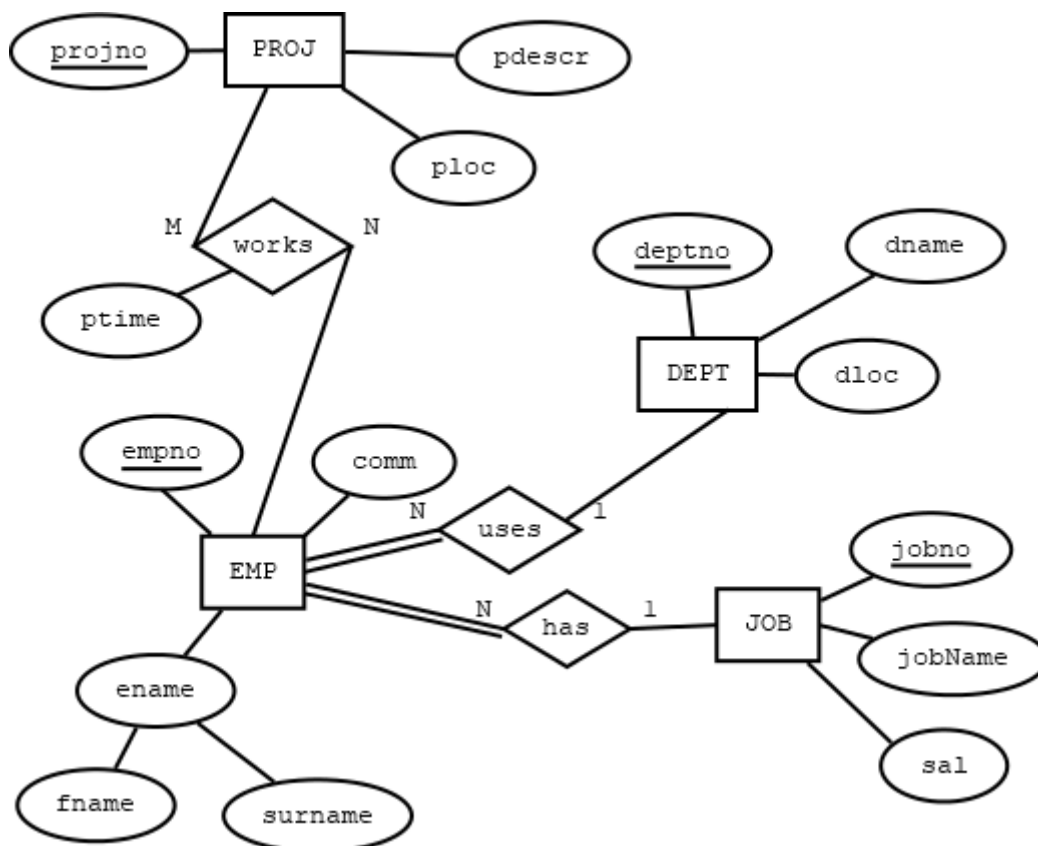 projno
PROJ
pdescr
ploc
M
works
N
ptime
deptno
dname
DEPT
dloc
empno
comm
N
uses
1
EMP
jobno
N
has
1
JOB
jobName
ename
sal
fname
surname